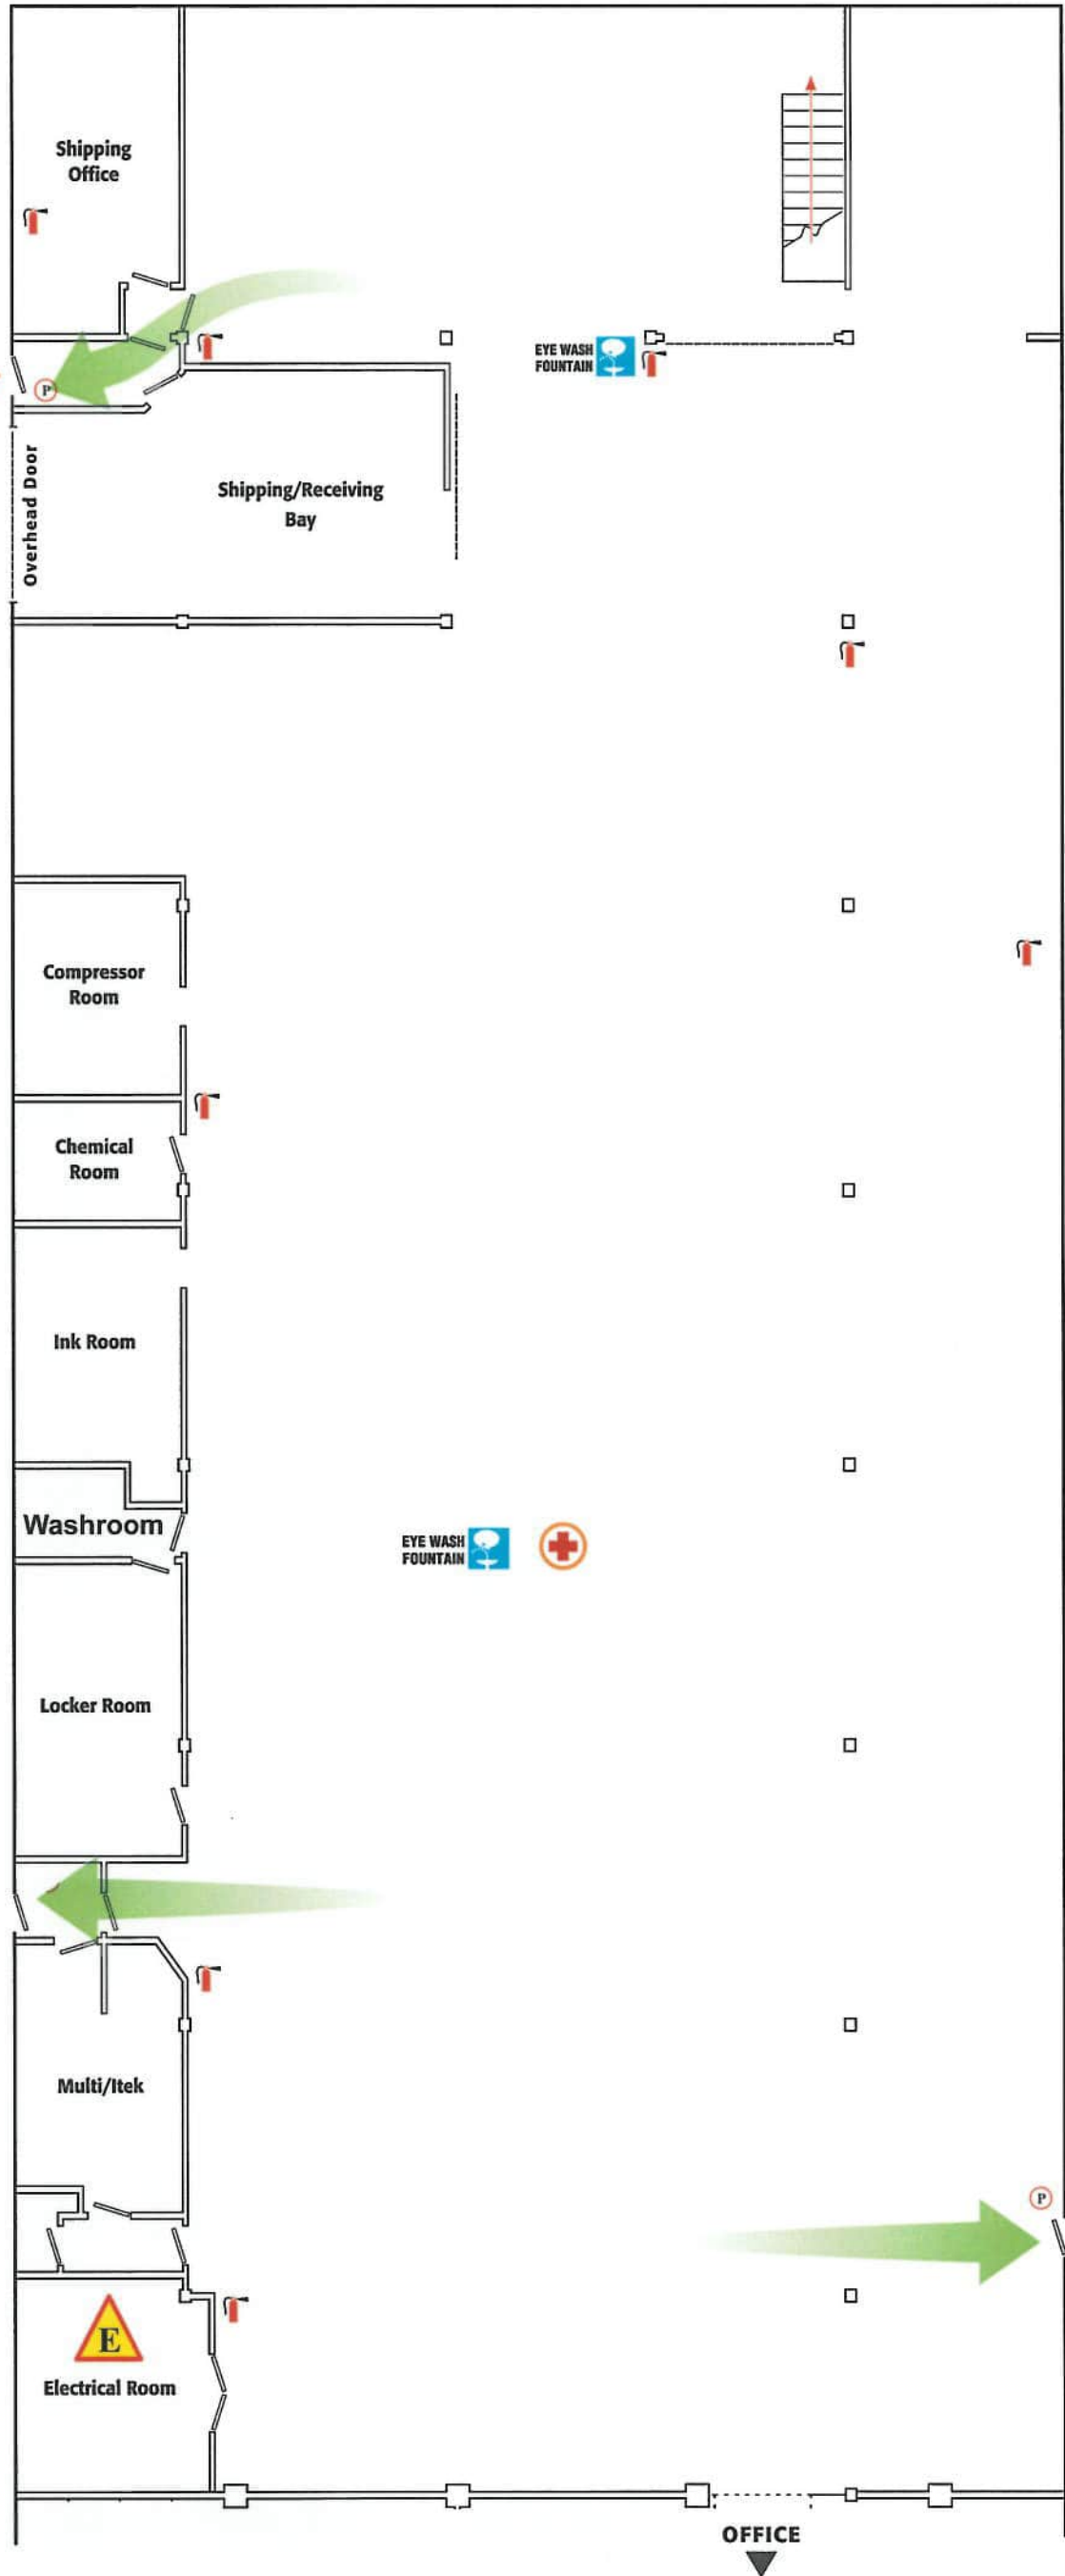 Shipping
Office
EYE WASH
FOUNTAIN
P
Overhead Door
Shipping/Receiving
Bay
Compressor
Room
Chemical
Room
Ink Room
Washroom
EYE WASH
FOUNTAIN
Locker Room
Multi/Itek
P
E
Electrical Room
OFFICE